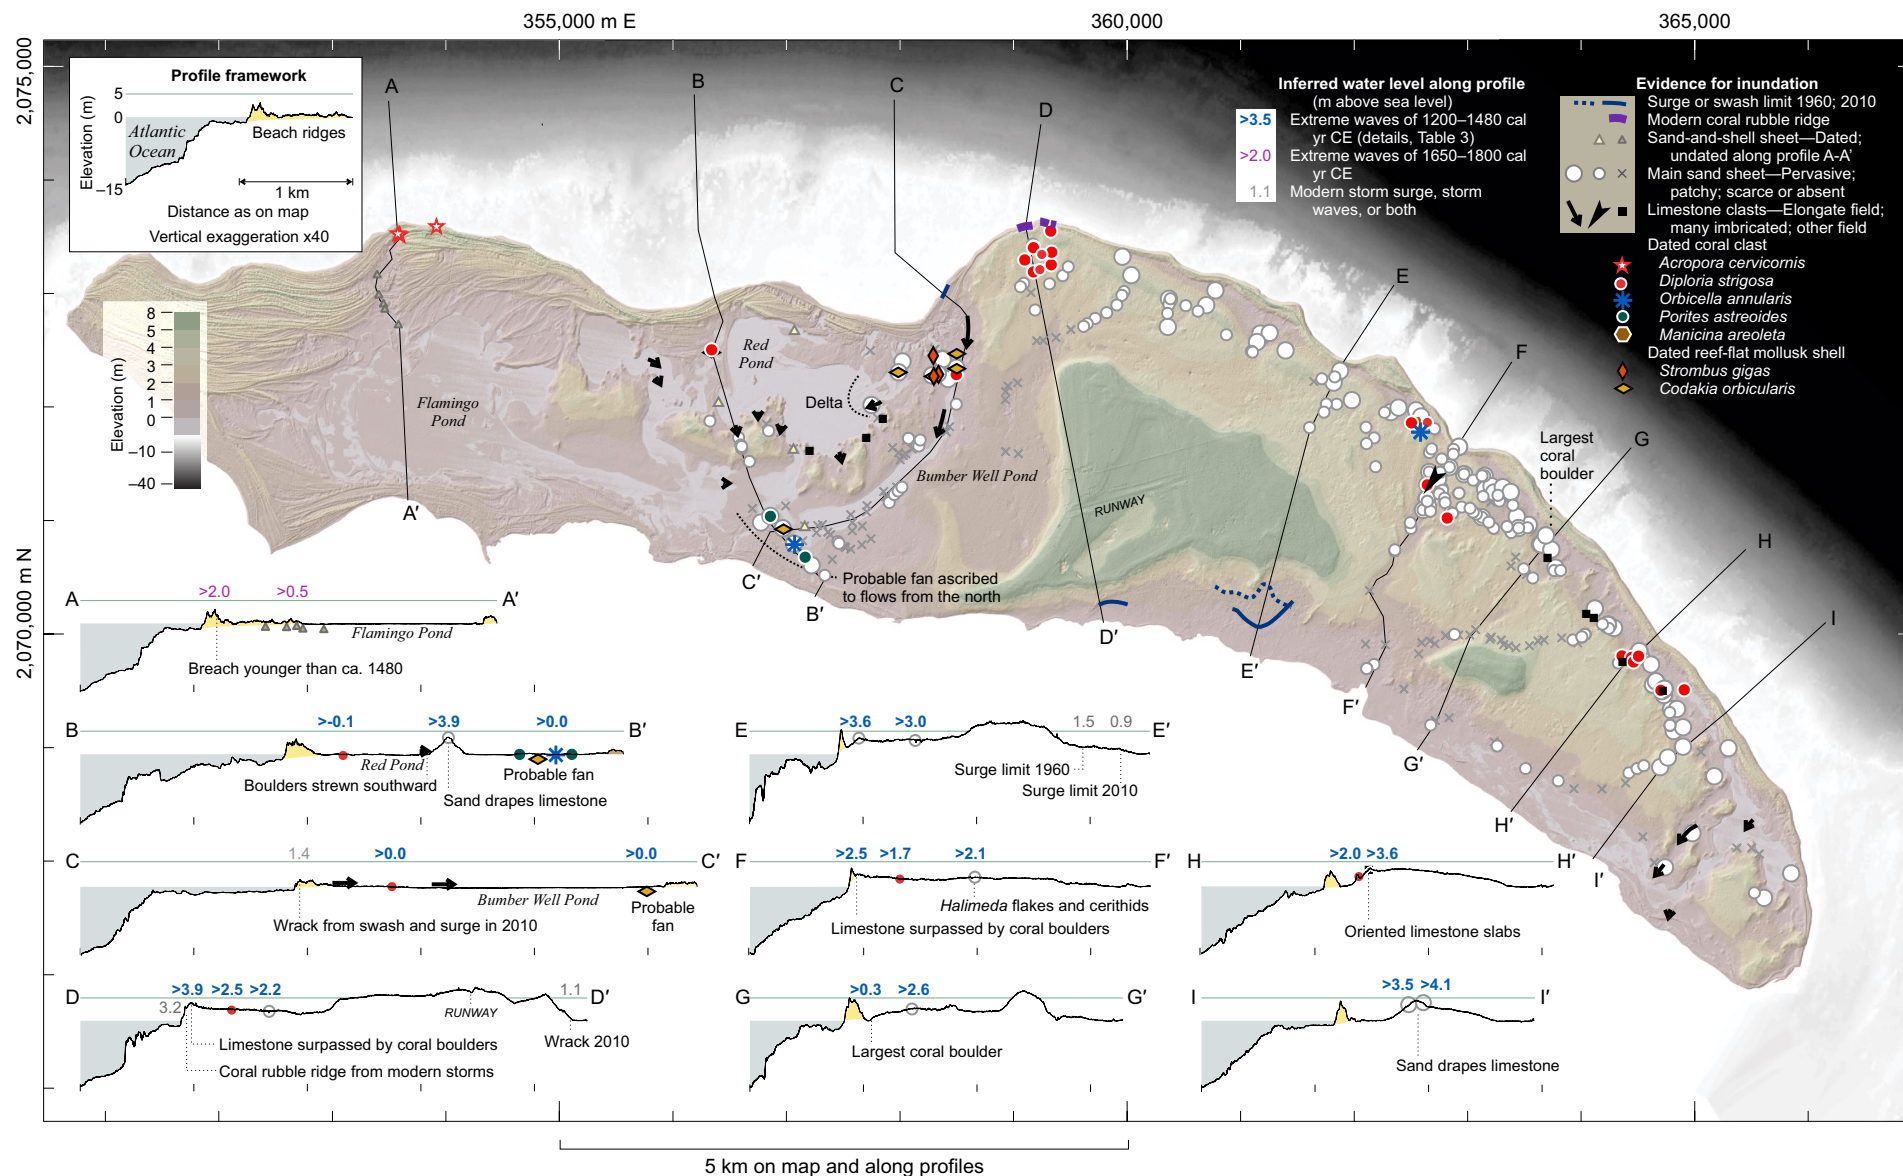 355,000 m E
360,000
365,000
2,075,000
2,070,000 m N
Profile framework
5
0
–15
Elevation (m)
Atlantic
Ocean
Beach ridges
1 km
Distance as on map
Vertical exaggeration x40
A
B
C
D
E
F
G
H
I
Inferred water level along profile
(m above sea level)
>3.5 Extreme waves of 1200–1480 cal
yr CE (details, Table 3)
>2.0 Extreme waves of 1650–1800 cal
yr CE
1.1 Modern storm surge, storm
waves, or both
Evidence for inundation
Surge or swash limit 1960; 2010
Modern coral rubble ridge
Sand-and-shell sheet—Dated;
undated along profile A-A'
Main sand sheet—Pervasive;
patchy; scarce or absent
Limestone clasts—Elongate field;
many imbricated; other field
Dated coral clast
Acropora cervicornis
Diploria strigosa
Orbicella annularis
Porites astreoides
Manicina areoleta
Dated reef-flat mollusk shell
Strombus gigas
Codakia orbicularis
Elevation (m)
8
5
4
3
2
1
0
–10
–40
Flamingo
Pond
Red
Pond
Delta
Bumber Well Pond
RUNWAY
Largest
coral
boulder
Probable fan ascribed
to flows from the north
A′
C′
B′
D′
E′
F′
G′
H′
I′
A
>2.0
>0.5
A′
Flamingo Pond
Breach younger than ca. 1480
B
>-0.1
>3.9
>0.0
B′
Red Pond
Probable fan
Boulders strewn southward
Sand drapes limestone
C
1.4
>0.0
>0.0
C′
Bumber Well Pond
Probable
fan
Wrack from swash and surge in 2010
D
3.2
>3.9
>2.5
>2.2
1.1
D′
RUNWAY
Wrack 2010
Limestone surpassed by coral boulders
Coral rubble ridge from modern storms
E
>3.6
>3.0
1.5
0.9
E′
Surge limit 1960
Surge limit 2010
F
>2.5
>1.7
>2.1
F′
Halimeda flakes and cerithids
Limestone surpassed by coral boulders
G
>0.3
>2.6
G′
Largest coral boulder
H
>2.0
>3.6
H′
Oriented limestone slabs
I
>3.5
>4.1
I′
Sand drapes limestone
5 km on map and along profiles